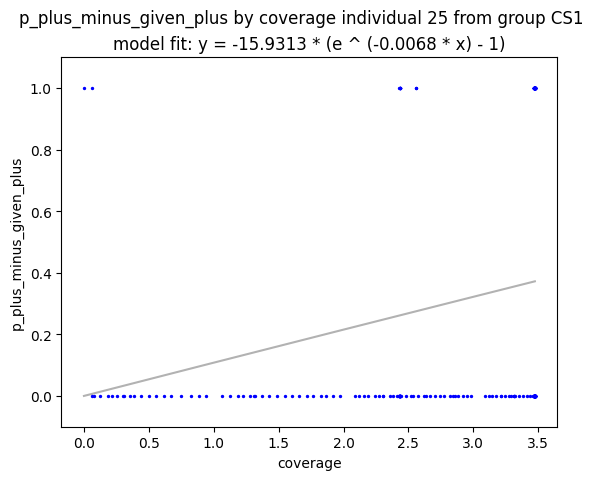 p_plus_minus_given_plus by coverage individual 25 from group CS1
model fit: y = -15.9313 * (e ^ (-0.0068 * x) - 1)
1.0
0.8
0.6
0.4
0.2
0.0
p_plus_minus_given_plus
0.0 0.5 1.0 1.5 2.0 2.5 3.0 3.5
coverage